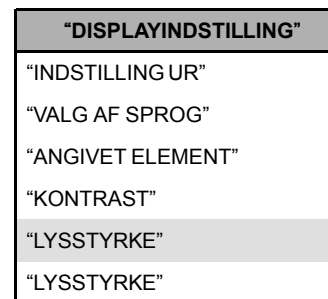 “DISPLAYINDSTILLING”
“INDSTILLING UR”
“VALG AF SPROG”
“ANGIVET ELEMENT”
“KONTRAST”
“LYSSTYRKE”
“LYSSTYRKE”